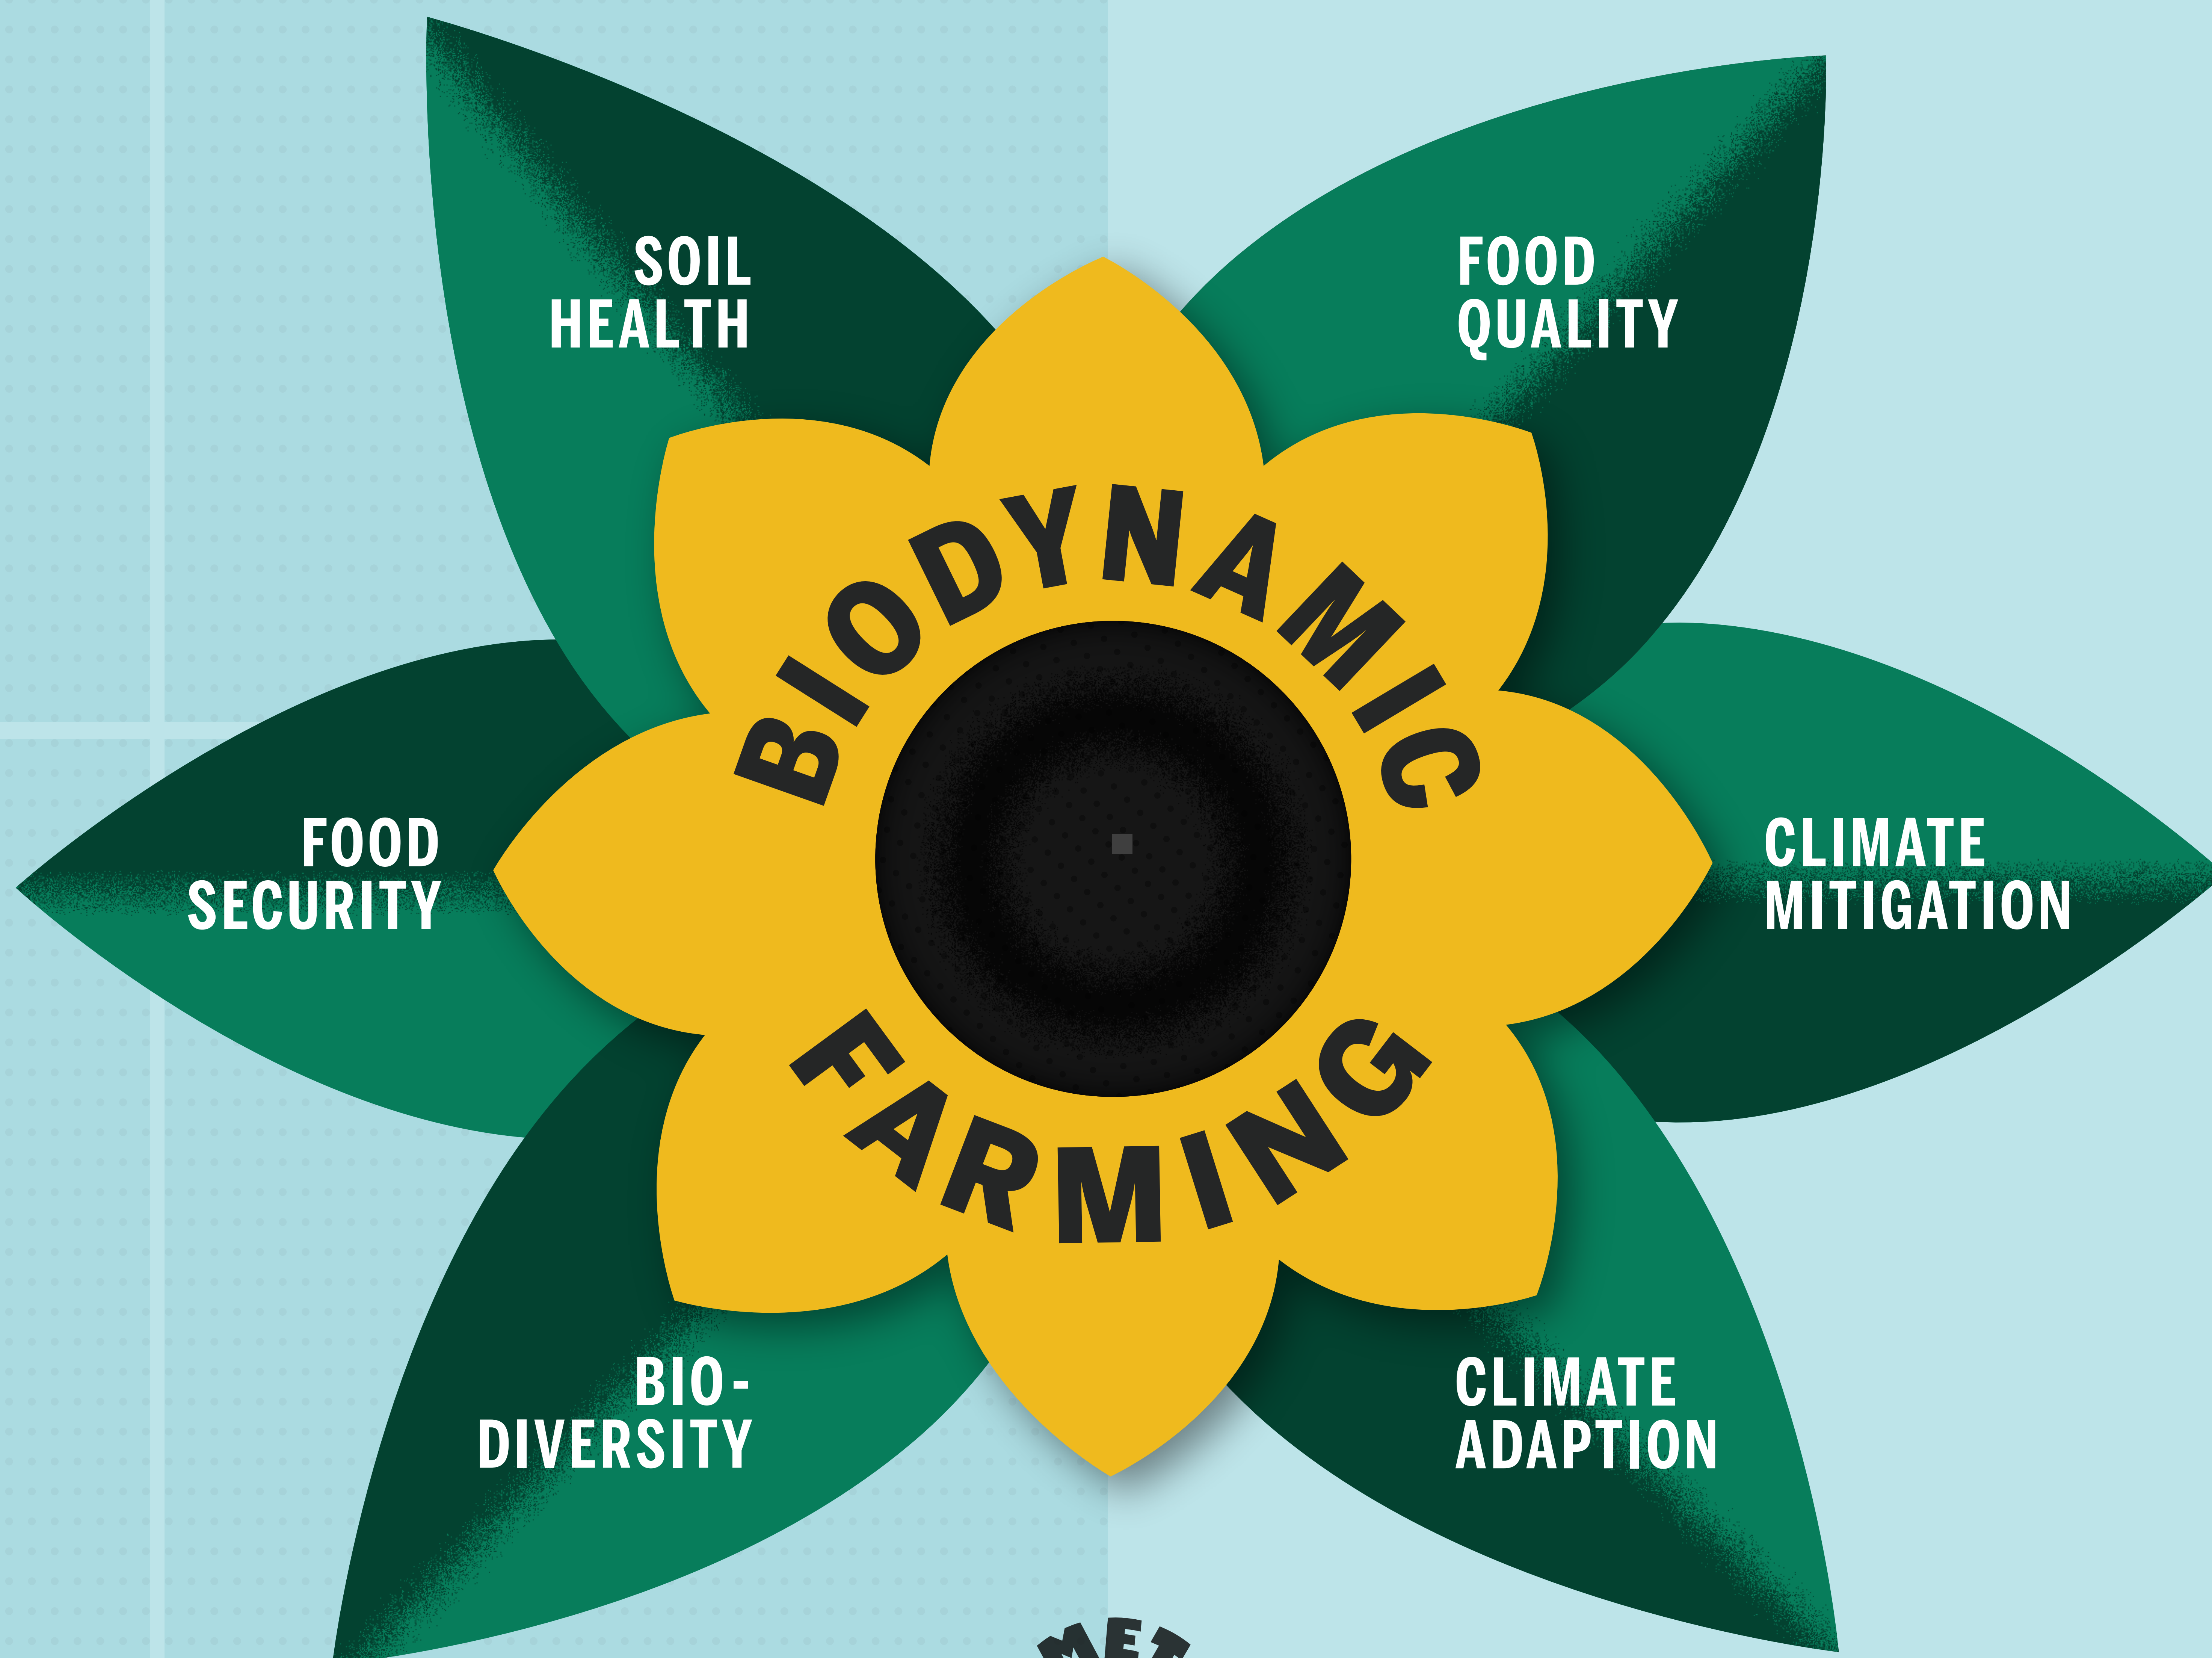 SOIL
HEALTH
FOOD
QUALITY
BIODYNAMIC
FOOD
SECURITY
CLIMATE
MITIGATION
FARMING
BIO-
DIVERSITY
CLIMATE
ADAPTION